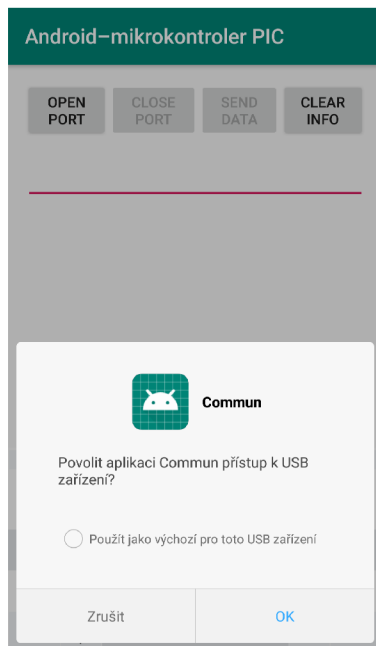 Android–mikrokontroler PIC
OPEN PORT
CLOSE PORT
SEND DATA
CLEAR INFO
Commun
Povolit aplikaci Commun přístup k USB
zařízení?
Použít jako výchozí pro toto USB zařízení
Zrušit
OK